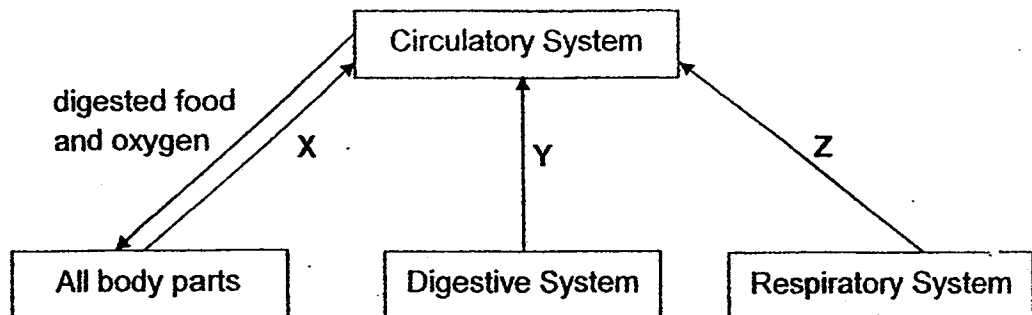 Circulatory System
digested food
and oxygen
X
Y
Z
All body parts
Digestive System
Respiratory System